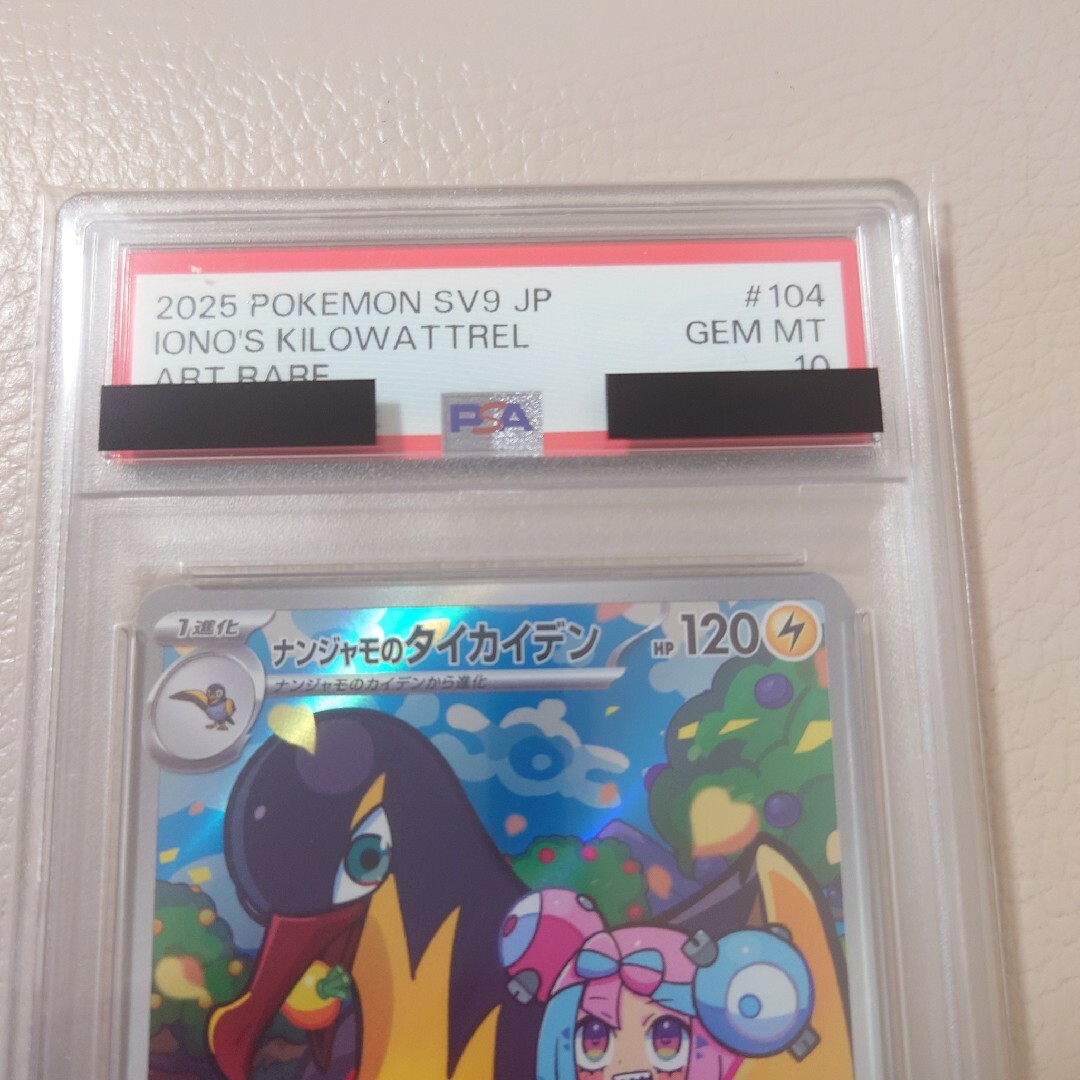 2025 POKEMON SV9 JP #104
IONO'S KILOWATTREL GEM MT
ART RARE 10
PSA
1進化 ナンジャモのタイカイデン HP 120
ナンジャモのカイデンから進化